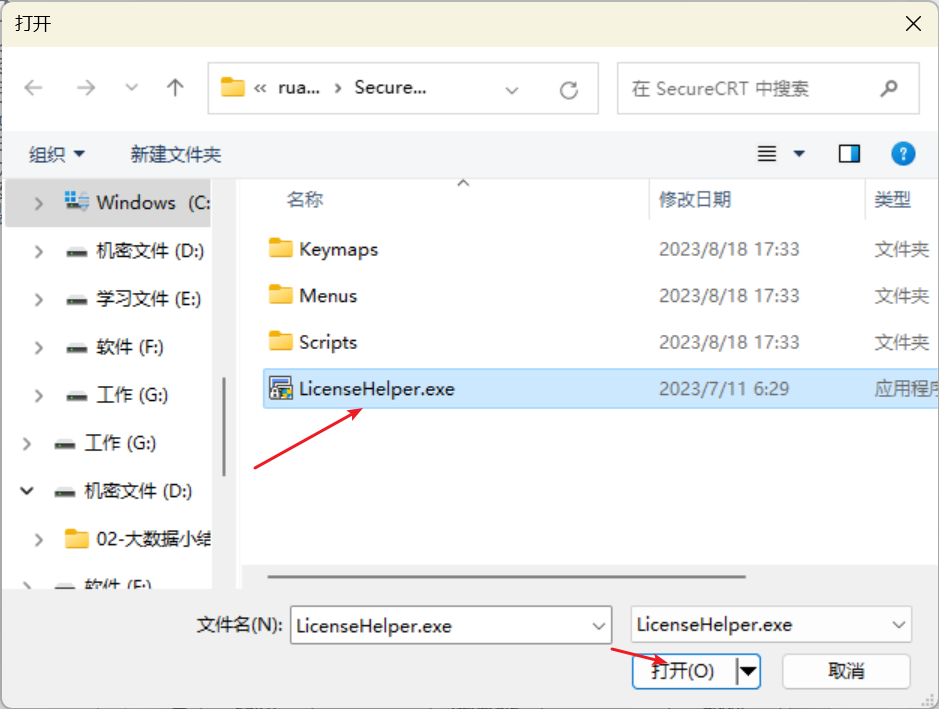 打开
« rua... › Secure...
在 SecureCRT 中搜索
组织
新建文件夹
名称 修改日期 类型
Windows (C:
机密文件 (D:)
学习文件 (E:)
软件 (F:)
工作 (G:)
工作 (G:)
机密文件 (D:)
02-大数据小结
软件 (F:)
Keymaps 2023/8/18 17:33 文件夹
Menus 2023/8/18 17:33 文件夹
Scripts 2023/8/18 17:33 文件夹
LicenseHelper.exe 2023/7/11 6:29 应用程序
文件名(N): LicenseHelper.exe LicenseHelper.exe
打开(O) 取消